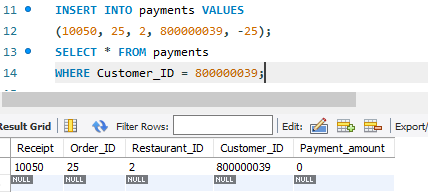 11 INSERT INTO payments VALUES
12 (10050, 25, 2, 800000039, -25);
13 SELECT * FROM payments
14 WHERE Customer_ID = 800000039;
Result Grid Filter Rows: Edit: Export/
Receipt Order_ID Restaurant_ID Customer_ID Payment_amount
10050 25 2 800000039 0
NULL NULL NULL NULL NULL